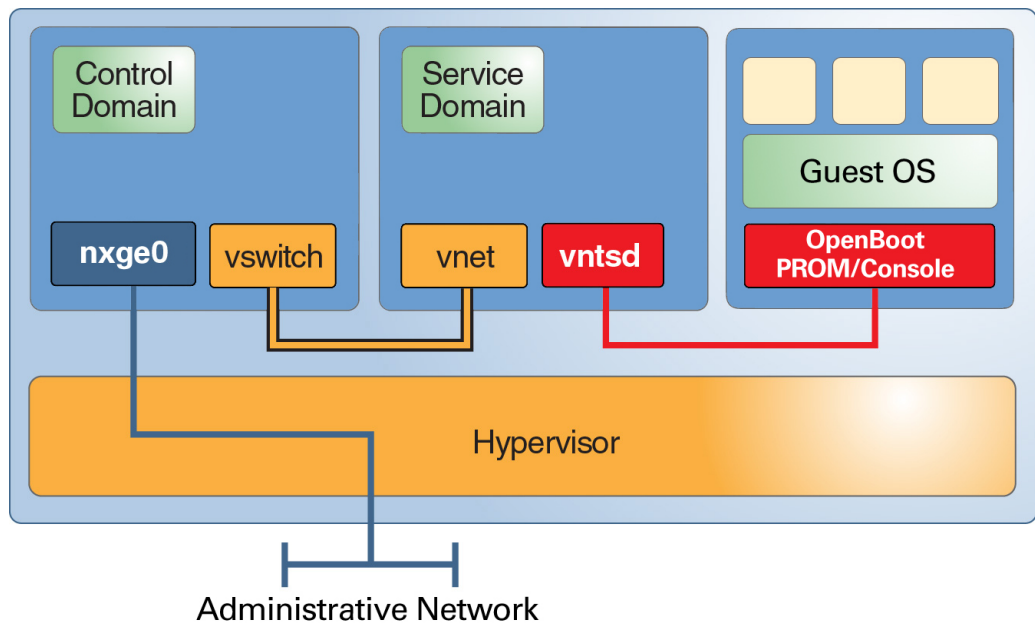 Control
Domain
Service
Domain
Guest OS
nxge0
vswitch
vnet
vntsd
OpenBoot
PROM/Console
Hypervisor
Administrative Network